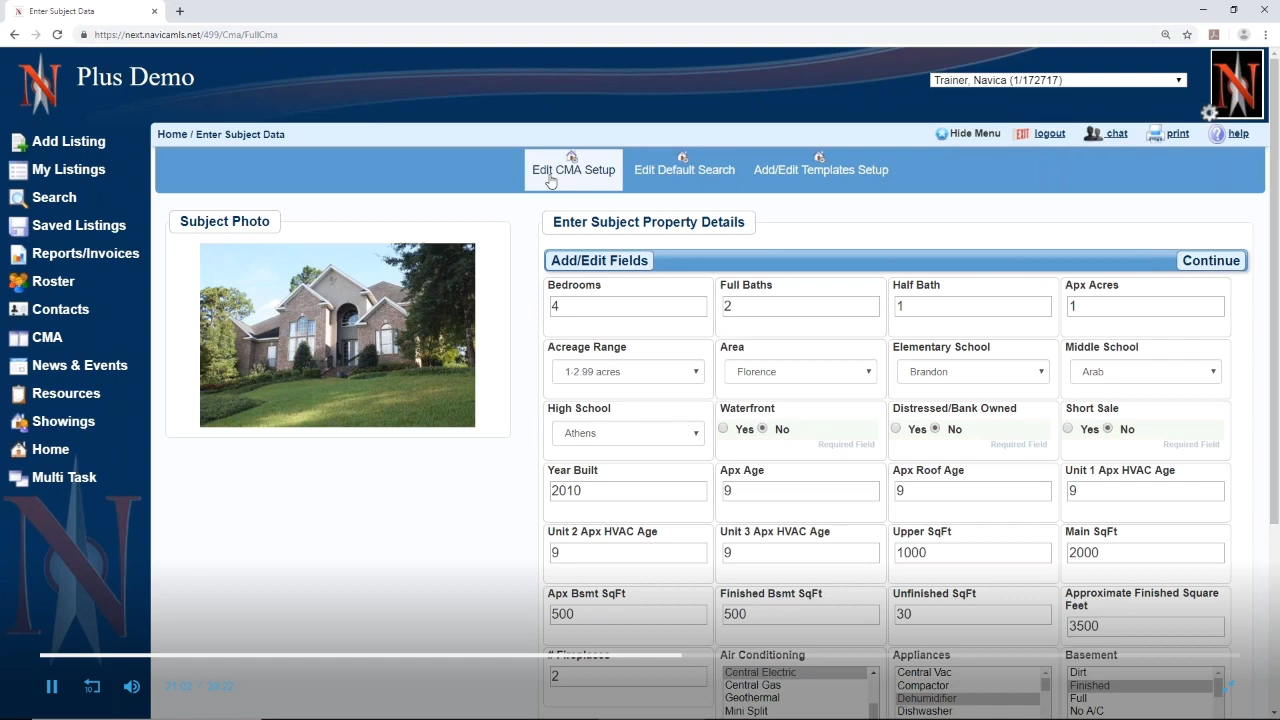 Enter Subject Data
https://next.navicamls.net/499/Cma/FullCma
N Plus Demo
Trainer, Navica (1/172717)
N
Home / Enter Subject Data
Hide Menu EXIT logout chat print help
Add Listing
My Listings
Search
Saved Listings
Reports/Invoices
Roster
Contacts
CMA
News & Events
Resources
Showings
Home
Multi Task
N
Edit CMA Setup Edit Default Search Add/Edit Templates Setup
Subject Photo
Enter Subject Property Details
Add/Edit Fields Continue
Bedrooms Full Baths Half Bath Apx Acres
4 2 1 1
Acreage Range Area Elementary School Middle School
1-2.99 acres Florence Brandon Arab
High School Waterfront Distressed/Bank Owned Short Sale
Athens Yes No Yes No Yes No
Required Field Required Field Required Field
Year Built Apx Age Apx Roof Age Unit 1 Apx HVAC Age
2010 9 9 9
Unit 2 Apx HVAC Age Unit 3 Apx HVAC Age Upper SqFt Main SqFt
9 9 1000 2000
Apx Bsmt SqFt Finished Bsmt SqFt Unfinished SqFt Approximate Finished Square
Feet
500 500 30 3500
# Fireplaces Air Conditioning Appliances Basement
2 Central Electric Central Vac Dirt
Central Gas Compactor Finished
Geothermal Dehumidifier Full
Mini Split Dishwasher No A/C
10 21:02 / 39:22